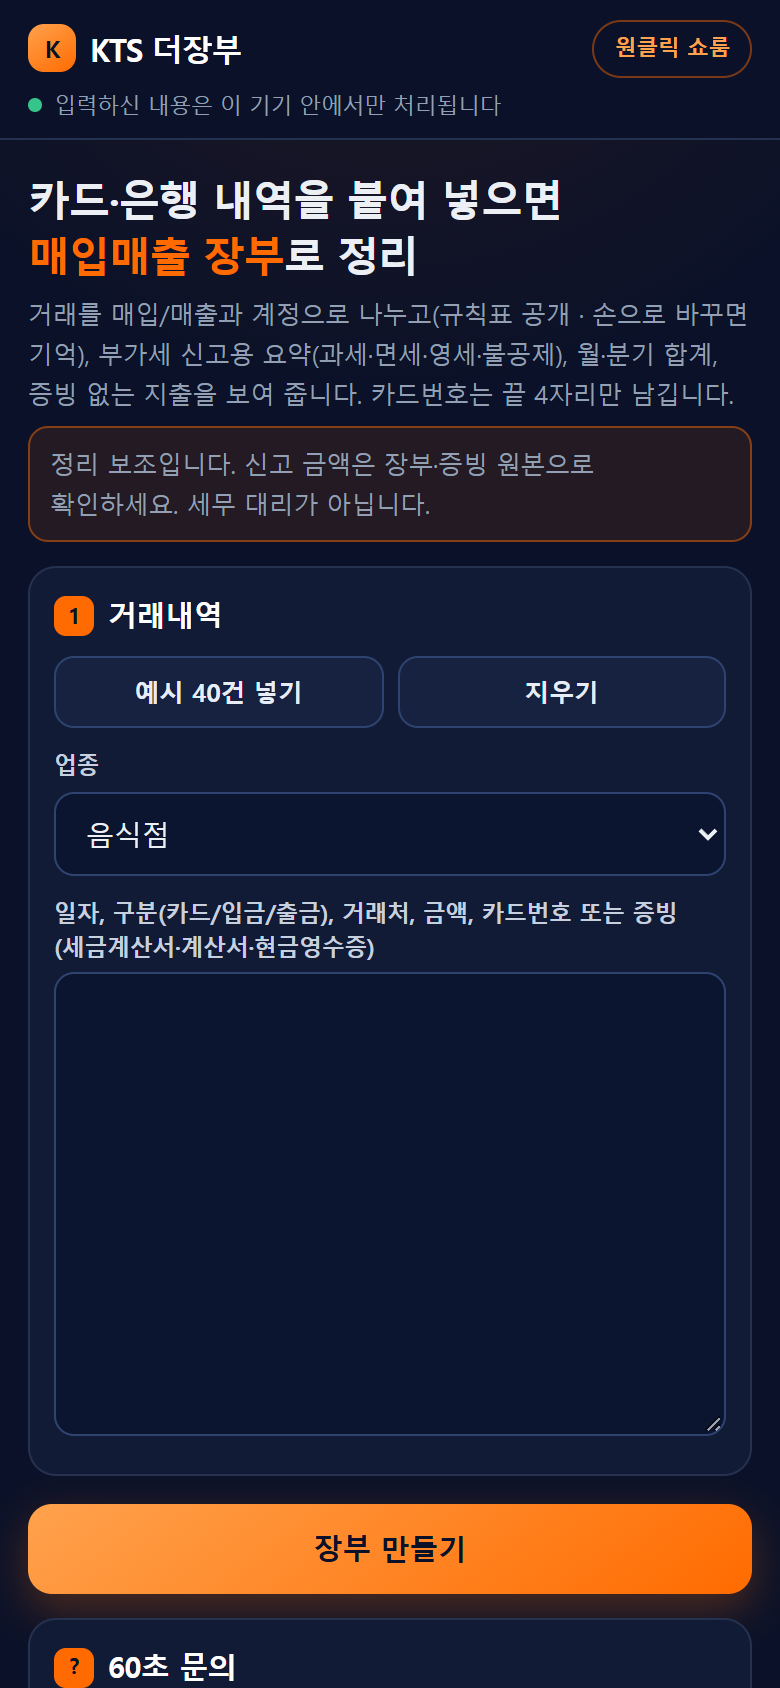 K
KTS 더장부
원클릭 쇼룸
입력하신 내용은 이 기기 안에서만 처리됩니다
카드·은행 내역을 붙여 넣으면
매입매출 장부로 정리
거래를 매입/매출과 계정으로 나누고(규칙표 공개 · 손으로 바꾸면
기억), 부가세 신고용 요약(과세·면세·영세·불공제), 월·분기 합계,
증빙 없는 지출을 보여 줍니다. 카드번호는 끝 4자리만 남깁니다.
정리 보조입니다. 신고 금액은 장부·증빙 원본으로
확인하세요. 세무 대리가 아닙니다.
1 거래내역
예시 40건 넣기
지우기
업종
음식점
일자, 구분(카드/입금/출금), 거래처, 금액, 카드번호 또는 증빙
(세금계산서·계산서·현금영수증)
장부 만들기
? 60초 문의